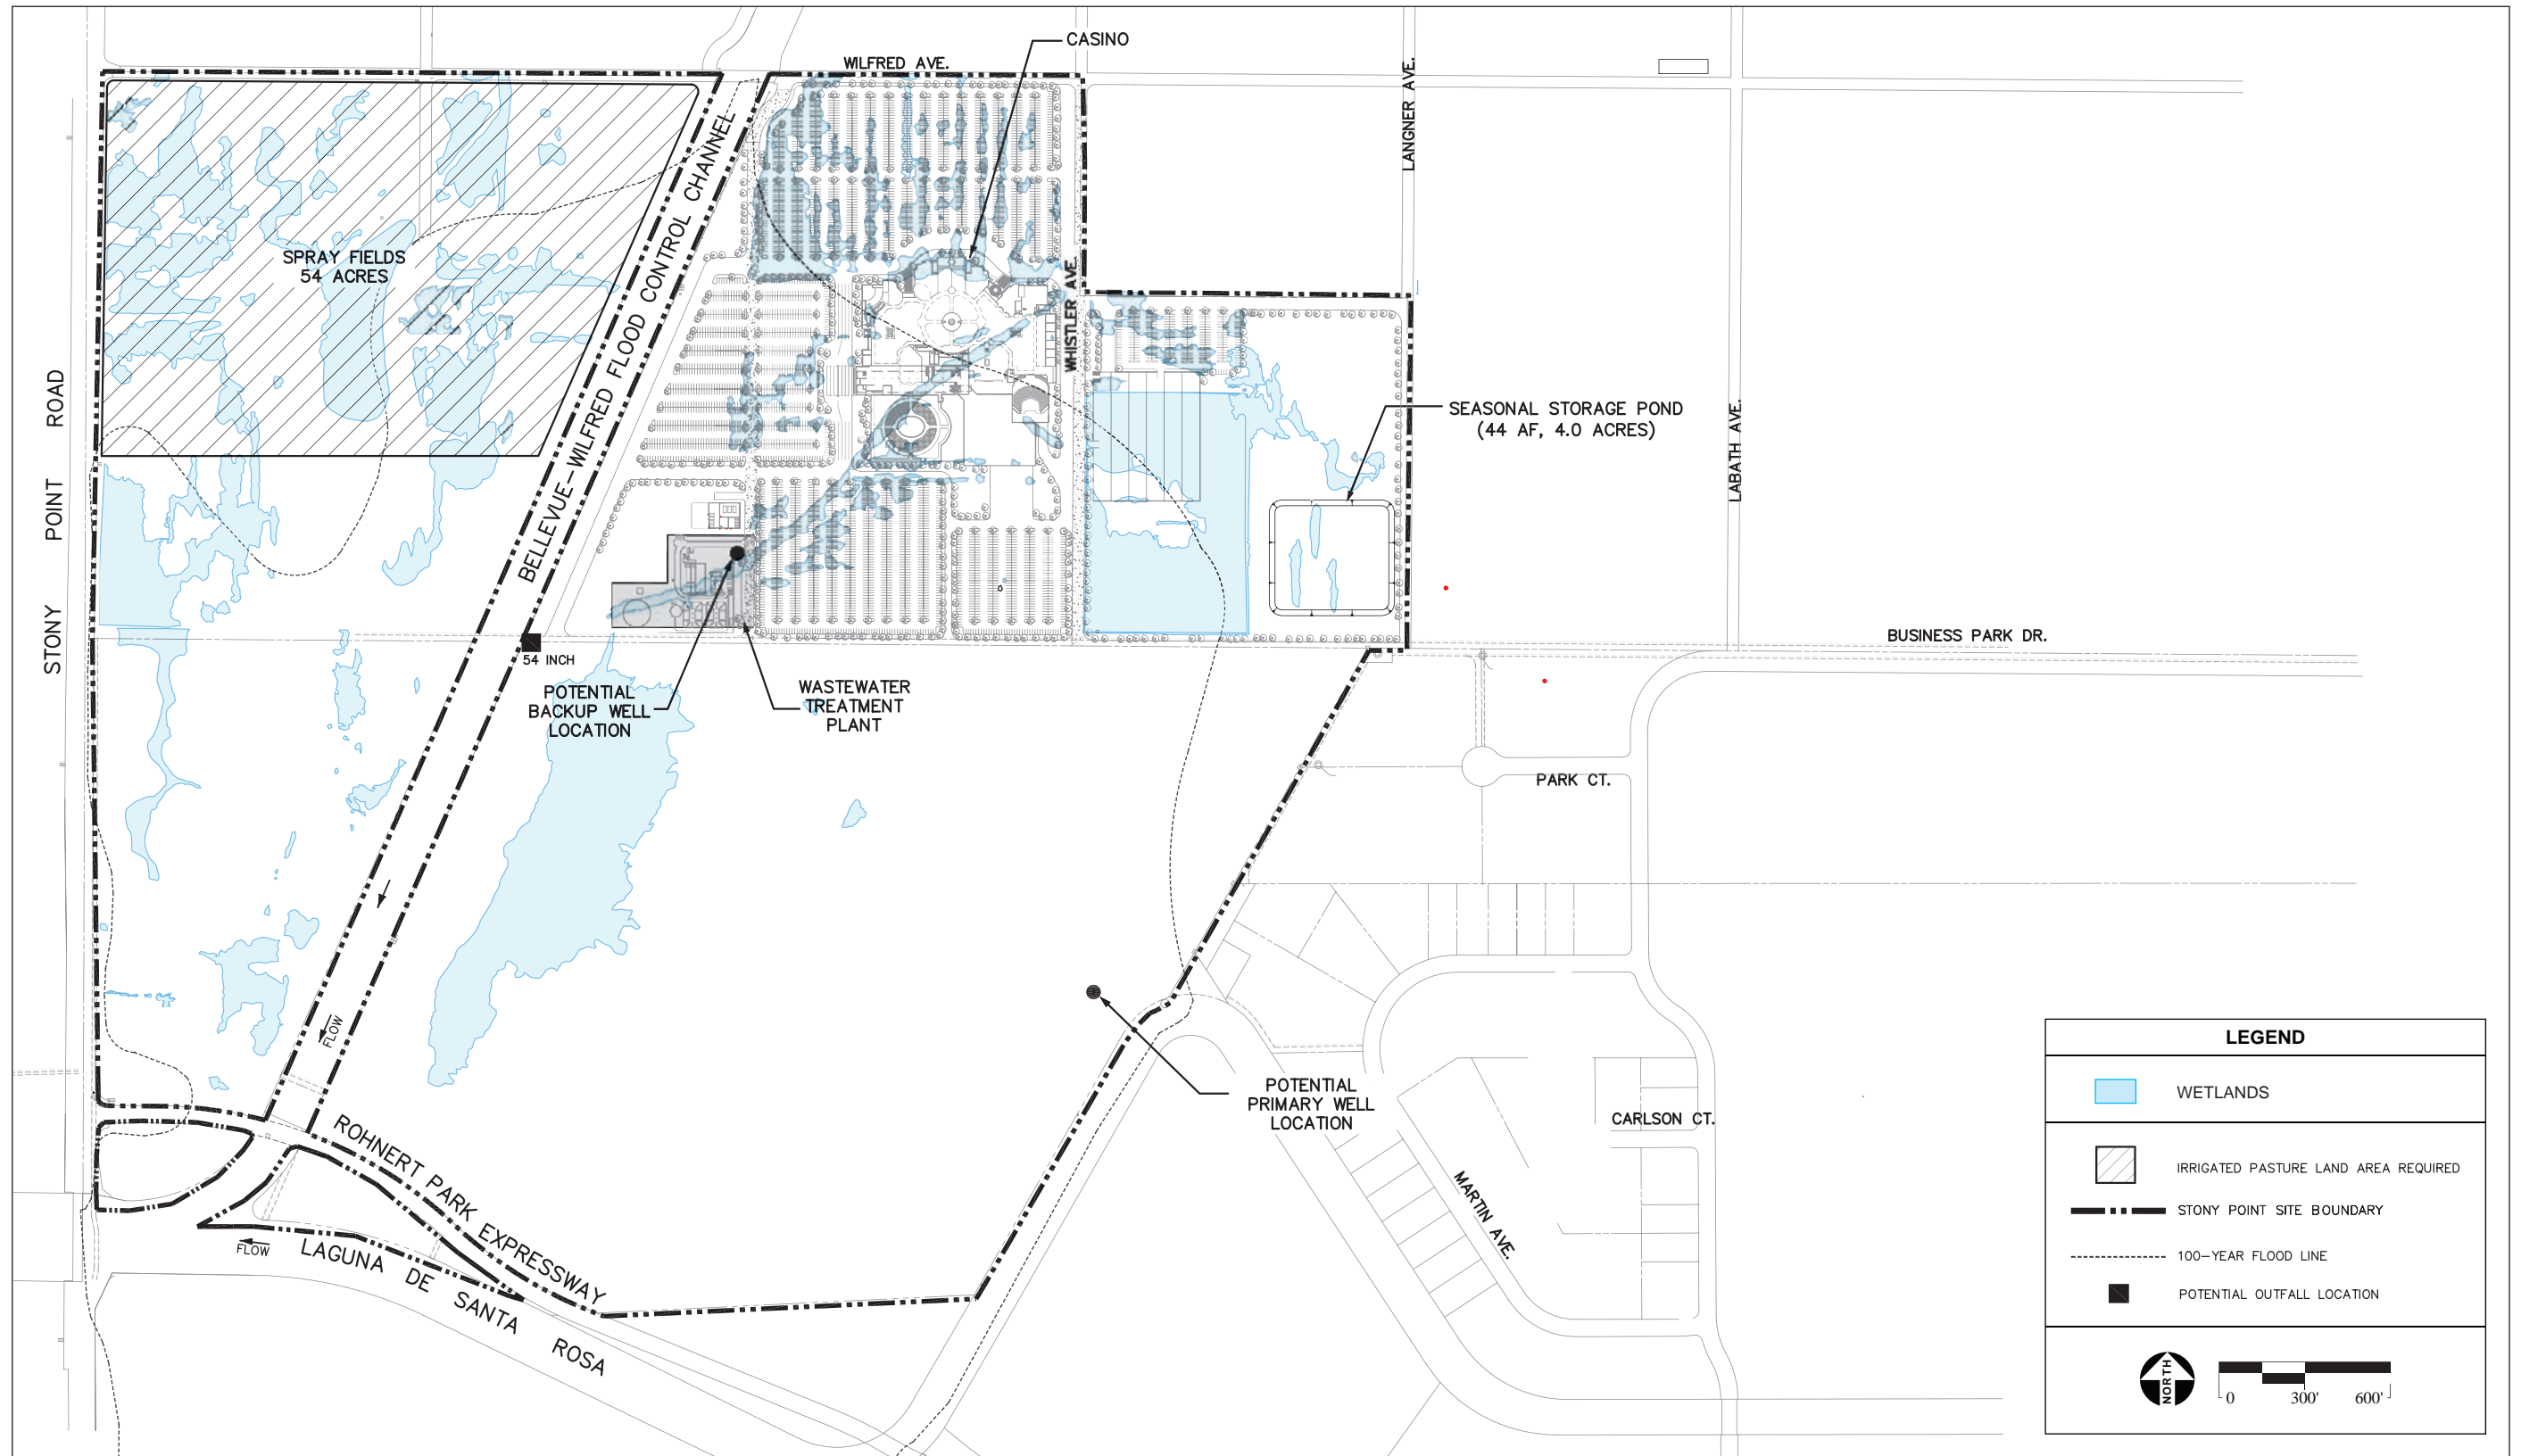 CASINO
WILFRED AVE.
LANGNER AVE.
BELLEVUE-WILFRED FLOOD CONTROL CHANNEL
SPRAY FIELDS
54 ACRES
WHISTLER AVE.
STONY POINT ROAD
SEASONAL STORAGE POND
(44 AF, 4.0 ACRES)
LABATH AVE.
BUSINESS PARK DR.
54 INCH
POTENTIAL
BACKUP WELL
LOCATION
WASTEWATER
TREATMENT
PLANT
PARK CT.
FLOW
POTENTIAL
PRIMARY WELL
LOCATION
CARLSON CT.
MARTIN AVE.
ROHNERT PARK EXPRESSWAY
FLOW
LAGUNA DE SANTA ROSA
LEGEND
WETLANDS
IRRIGATED PASTURE LAND AREA REQUIRED
STONY POINT SITE BOUNDARY
100-YEAR FLOOD LINE
POTENTIAL OUTFALL LOCATION
NORTH
0 300' 600'